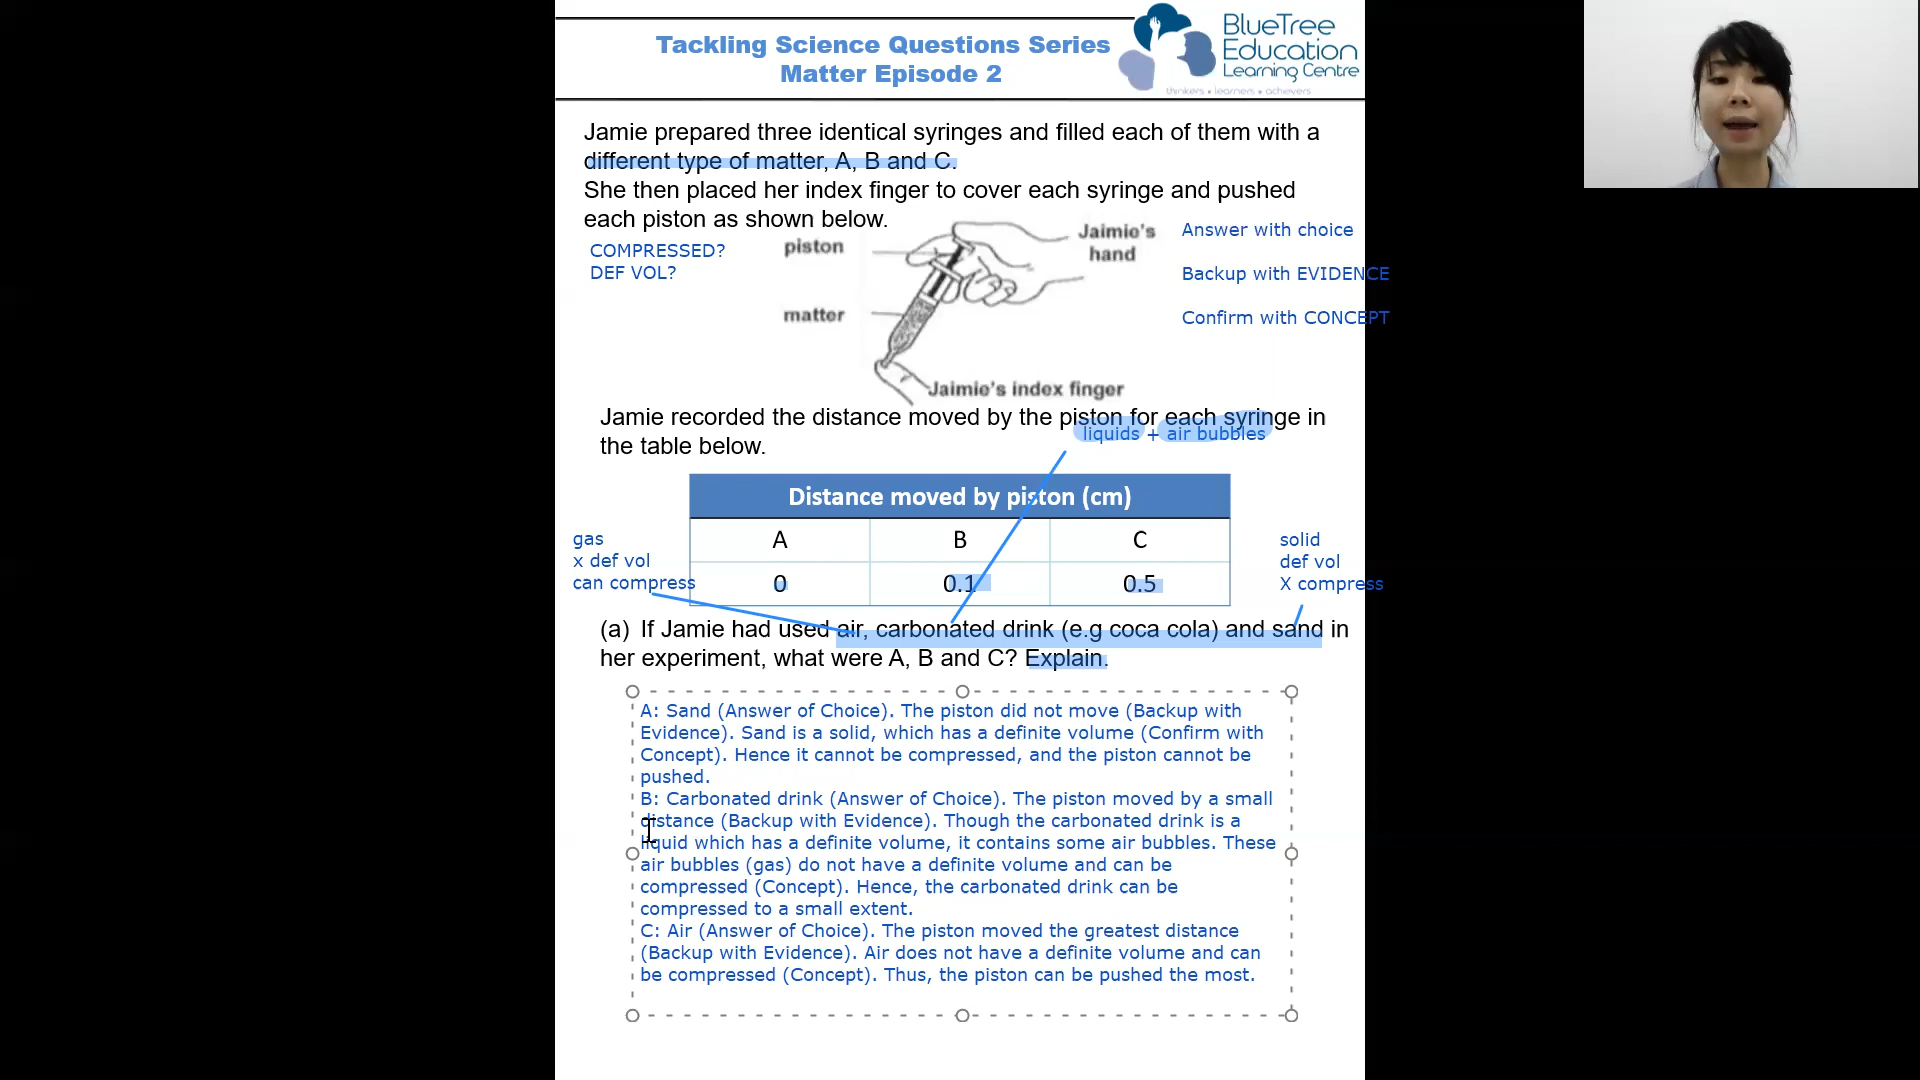 Tackling Science Questions Series
Matter Episode 2
BlueTree
Education
Learning Centre
thinkers • learners • achievers
Jamie prepared three identical syringes and filled each of them with a
different type of matter, A, B and C.
She then placed her index finger to cover each syringe and pushed
each piston as shown below.
COMPRESSED?
DEF VOL?
piston
matter
Jaimie's
hand
Jaimie's index finger
Answer with choice
Backup with EVIDENCE
Confirm with CONCEPT
Jamie recorded the distance moved by the piston for each syringe in
the table below.
liquids + air bubbles
Distance moved by piston (cm)
A B C
0 0.1 0.5
gas
x def vol
can compress
solid
def vol
X compress
(a) If Jamie had used air, carbonated drink (e.g coca cola) and sand in
her experiment, what were A, B and C? Explain.
A: Sand (Answer of Choice). The piston did not move (Backup with
Evidence). Sand is a solid, which has a definite volume (Confirm with
Concept). Hence it cannot be compressed, and the piston cannot be
pushed.
B: Carbonated drink (Answer of Choice). The piston moved by a small
distance (Backup with Evidence). Though the carbonated drink is a
liquid which has a definite volume, it contains some air bubbles. These
air bubbles (gas) do not have a definite volume and can be
compressed (Concept). Hence, the carbonated drink can be
compressed to a small extent.
C: Air (Answer of Choice). The piston moved the greatest distance
(Backup with Evidence). Air does not have a definite volume and can
be compressed (Concept). Thus, the piston can be pushed the most.